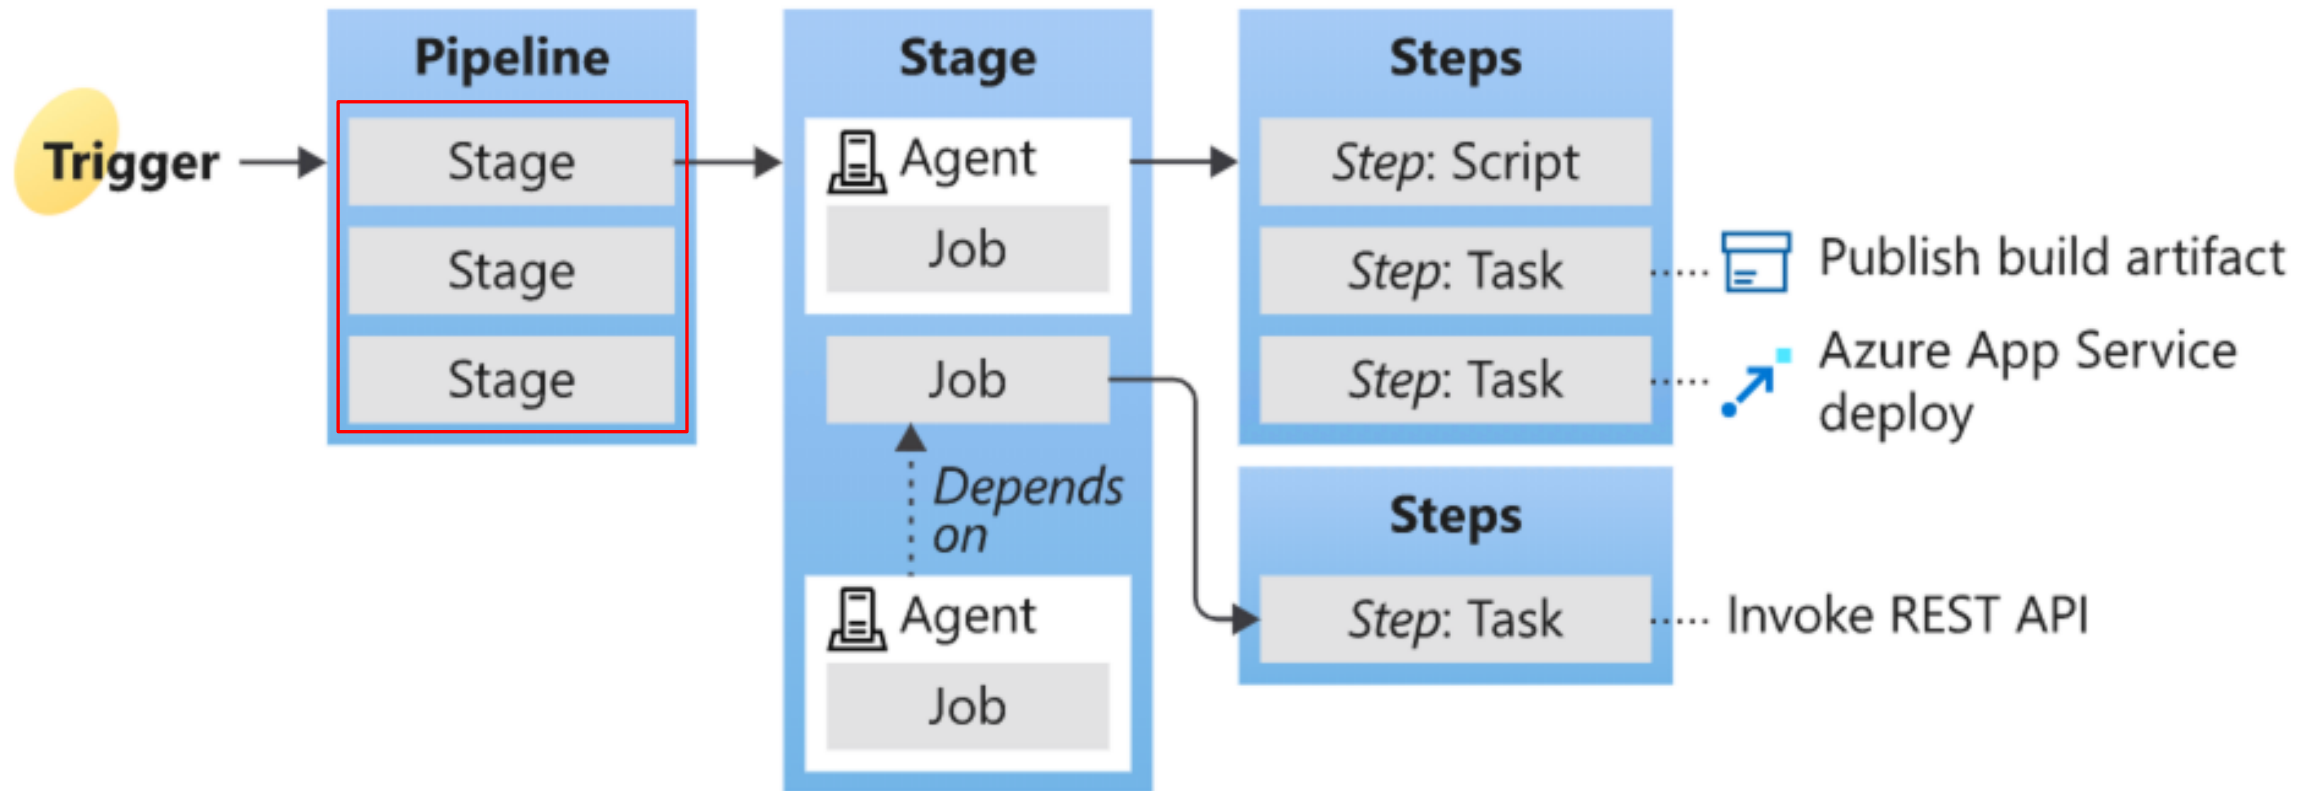 Trigger
Pipeline
Stage
Stage
Stage
Stage
Agent
Job
Job
Depends
on
Agent
Job
Steps
Step: Script
Step: Task
Step: Task
Publish build artifact
Azure App Service
deploy
Steps
Step: Task
Invoke REST API